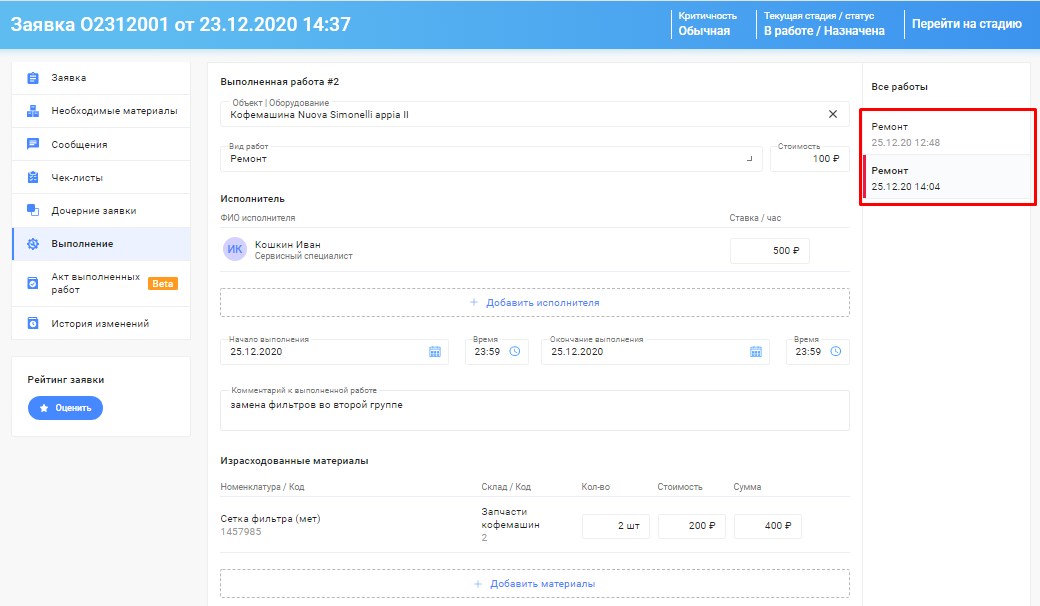 Заявка О2312001 от 23.12.2020 14:37
Критичность
Обычная
Текущая стадия / статус
В работе / Назначена
Перейти на стадию
Заявка
Необходимые материалы
Сообщения
Чек-листы
Дочерние заявки
Выполнение
Акт выполненных
работ
Beta
История изменений
Рейтинг заявки
Оценить
Выполненная работа #2
Объект | Оборудование
Кофемашина Nuova Simonelli appia II
Вид работ
Ремонт
Стоимость
100 ₽
Исполнитель
ФИО исполнителя
Ставка / час
ИК
Кошкин Иван
Сервисный специалист
500 ₽
+ Добавить исполнителя
Начало выполнения
25.12.2020
Время
23:59
Окончание выполнения
25.12.2020
Время
23:59
Комментарий к выполненной работе
замена фильтров во второй группе
Израсходованные материалы
Номенклатура / Код
Склад / Код
Кол-во
Стоимость
Сумма
Сетка фильтра (мет)
1457985
Запчасти
кофемашин
2
2 шт
200 ₽
400 ₽
+ Добавить материалы
Все работы
Ремонт
25.12.20 12:48
Ремонт
25.12.20 14:04